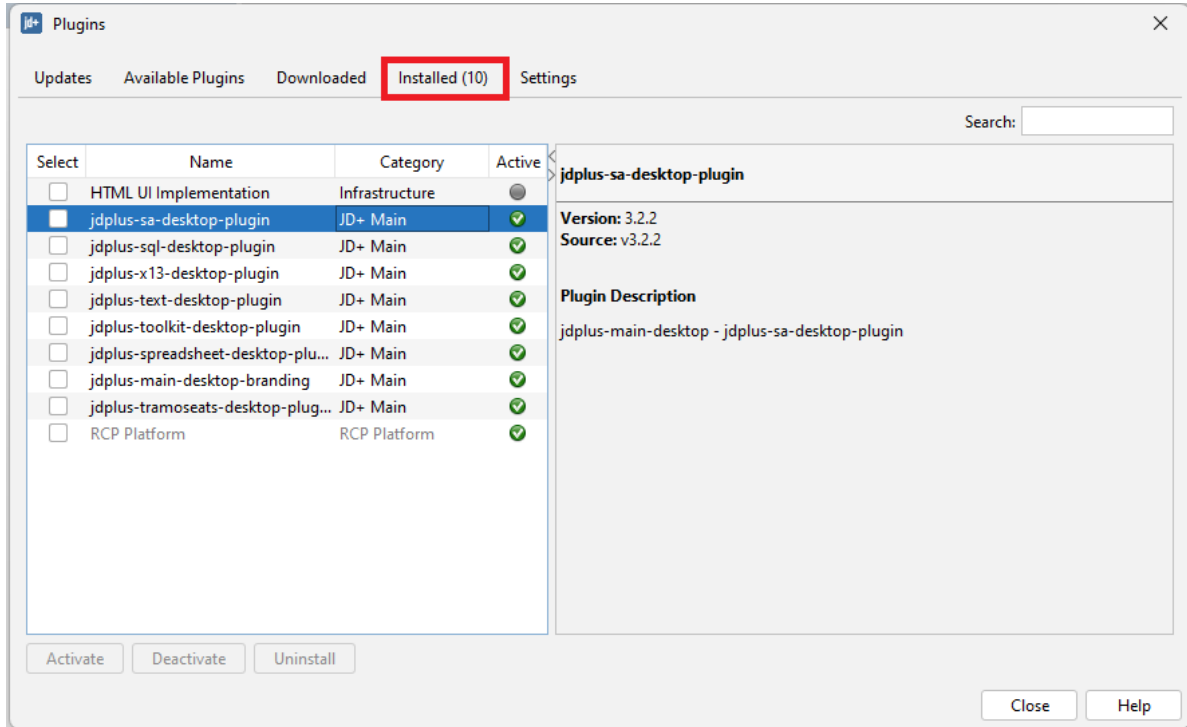 jd+ Plugins
Updates Available Plugins Downloaded Installed (10) Settings
Search:
Select Name Category Active
HTML UI Implementation Infrastructure
jdplus-sa-desktop-plugin JD+ Main
jdplus-sql-desktop-plugin JD+ Main
jdplus-x13-desktop-plugin JD+ Main
jdplus-text-desktop-plugin JD+ Main
jdplus-toolkit-desktop-plugin JD+ Main
jdplus-spreadsheet-desktop-plu... JD+ Main
jdplus-main-desktop-branding JD+ Main
jdplus-tramoseats-desktop-plug... JD+ Main
RCP Platform RCP Platform
jdplus-sa-desktop-plugin
Version: 3.2.2
Source: v3.2.2
Plugin Description
jdplus-main-desktop - jdplus-sa-desktop-plugin
Activate Deactivate Uninstall
Close Help